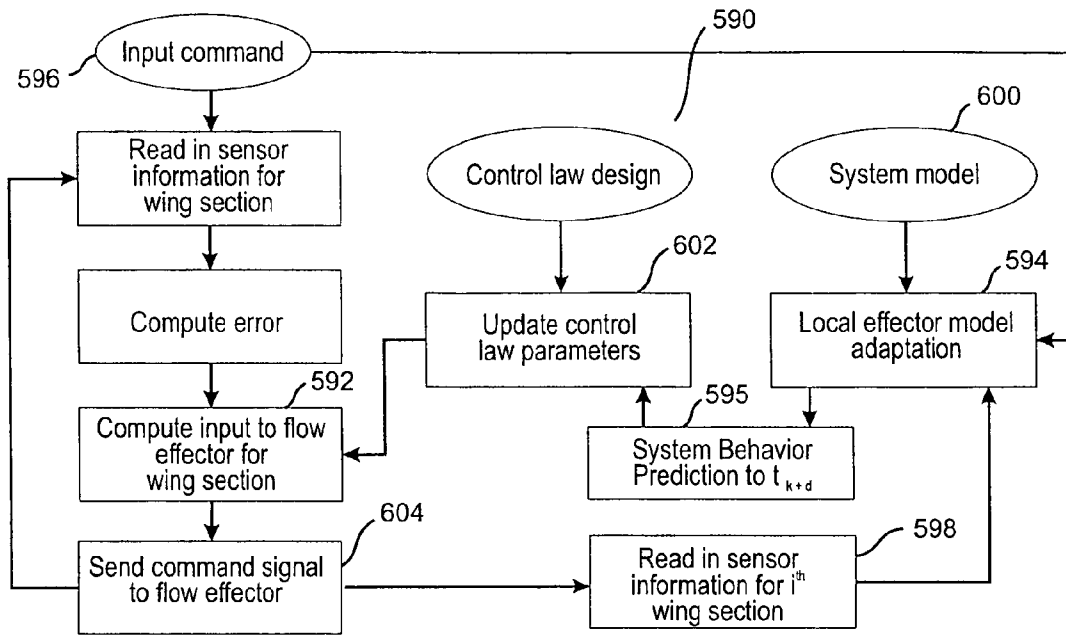 590
Input command
596
600
Read in sensor
information for
wing section
Control law design
System model
602
594
Compute error
Update control
law parameters
Local effector model
adaptation
592
595
Compute input to flow
effector for
wing section
System Behavior
Prediction to t k+d
604
598
Send command signal
to flow effector
Read in sensor
information for i th
wing section